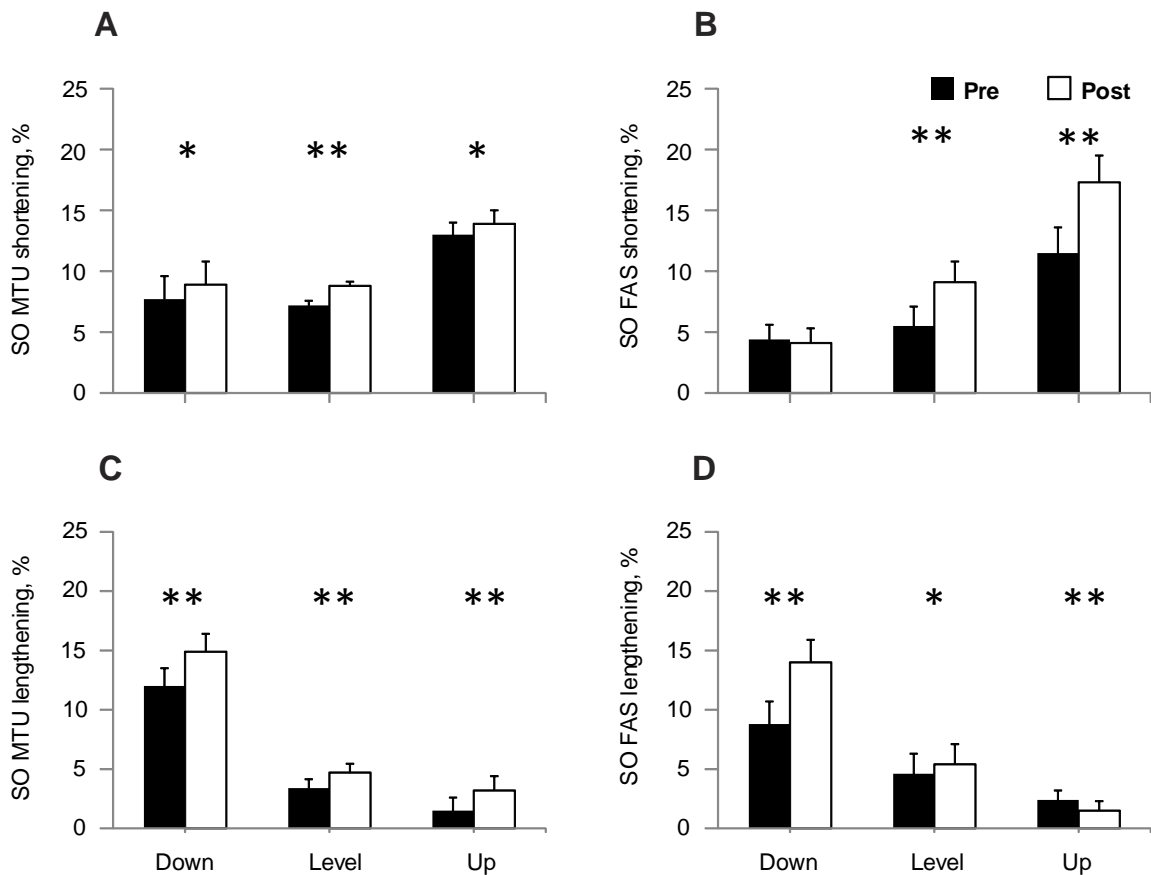 A
SO MTU shortening, %
25
20
15
10
5
0
* ** *
B
Pre Post
SO FAS shortening, %
25
20
15
10
5
0
** **
C
SO MTU lengthening, %
25
20
15
10
5
0
** ** **
Down Level Up
D
SO FAS lengthening, %
25
20
15
10
5
0
** * **
Down Level Up